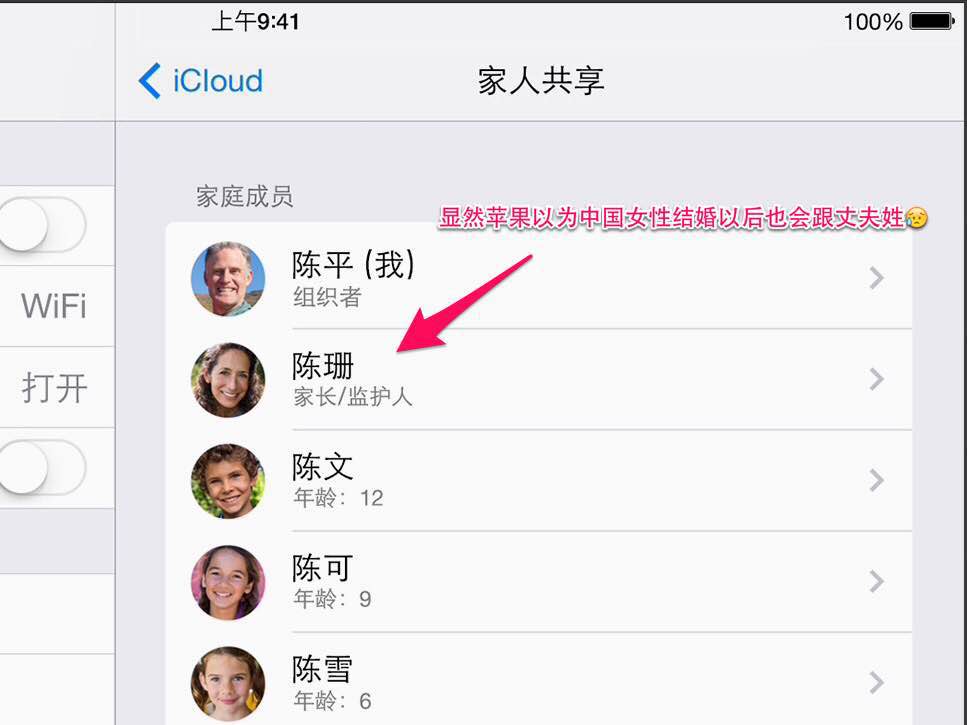 上午9:41
100%
iCloud
家人共享
家庭成员
显然苹果以为中国女性结婚以后也会跟丈夫姓😥
陈平 (我)
组织者
WiFi
陈珊
家长/监护人
打开
陈文
年龄：12
陈可
年龄：9
陈雪
年龄：6